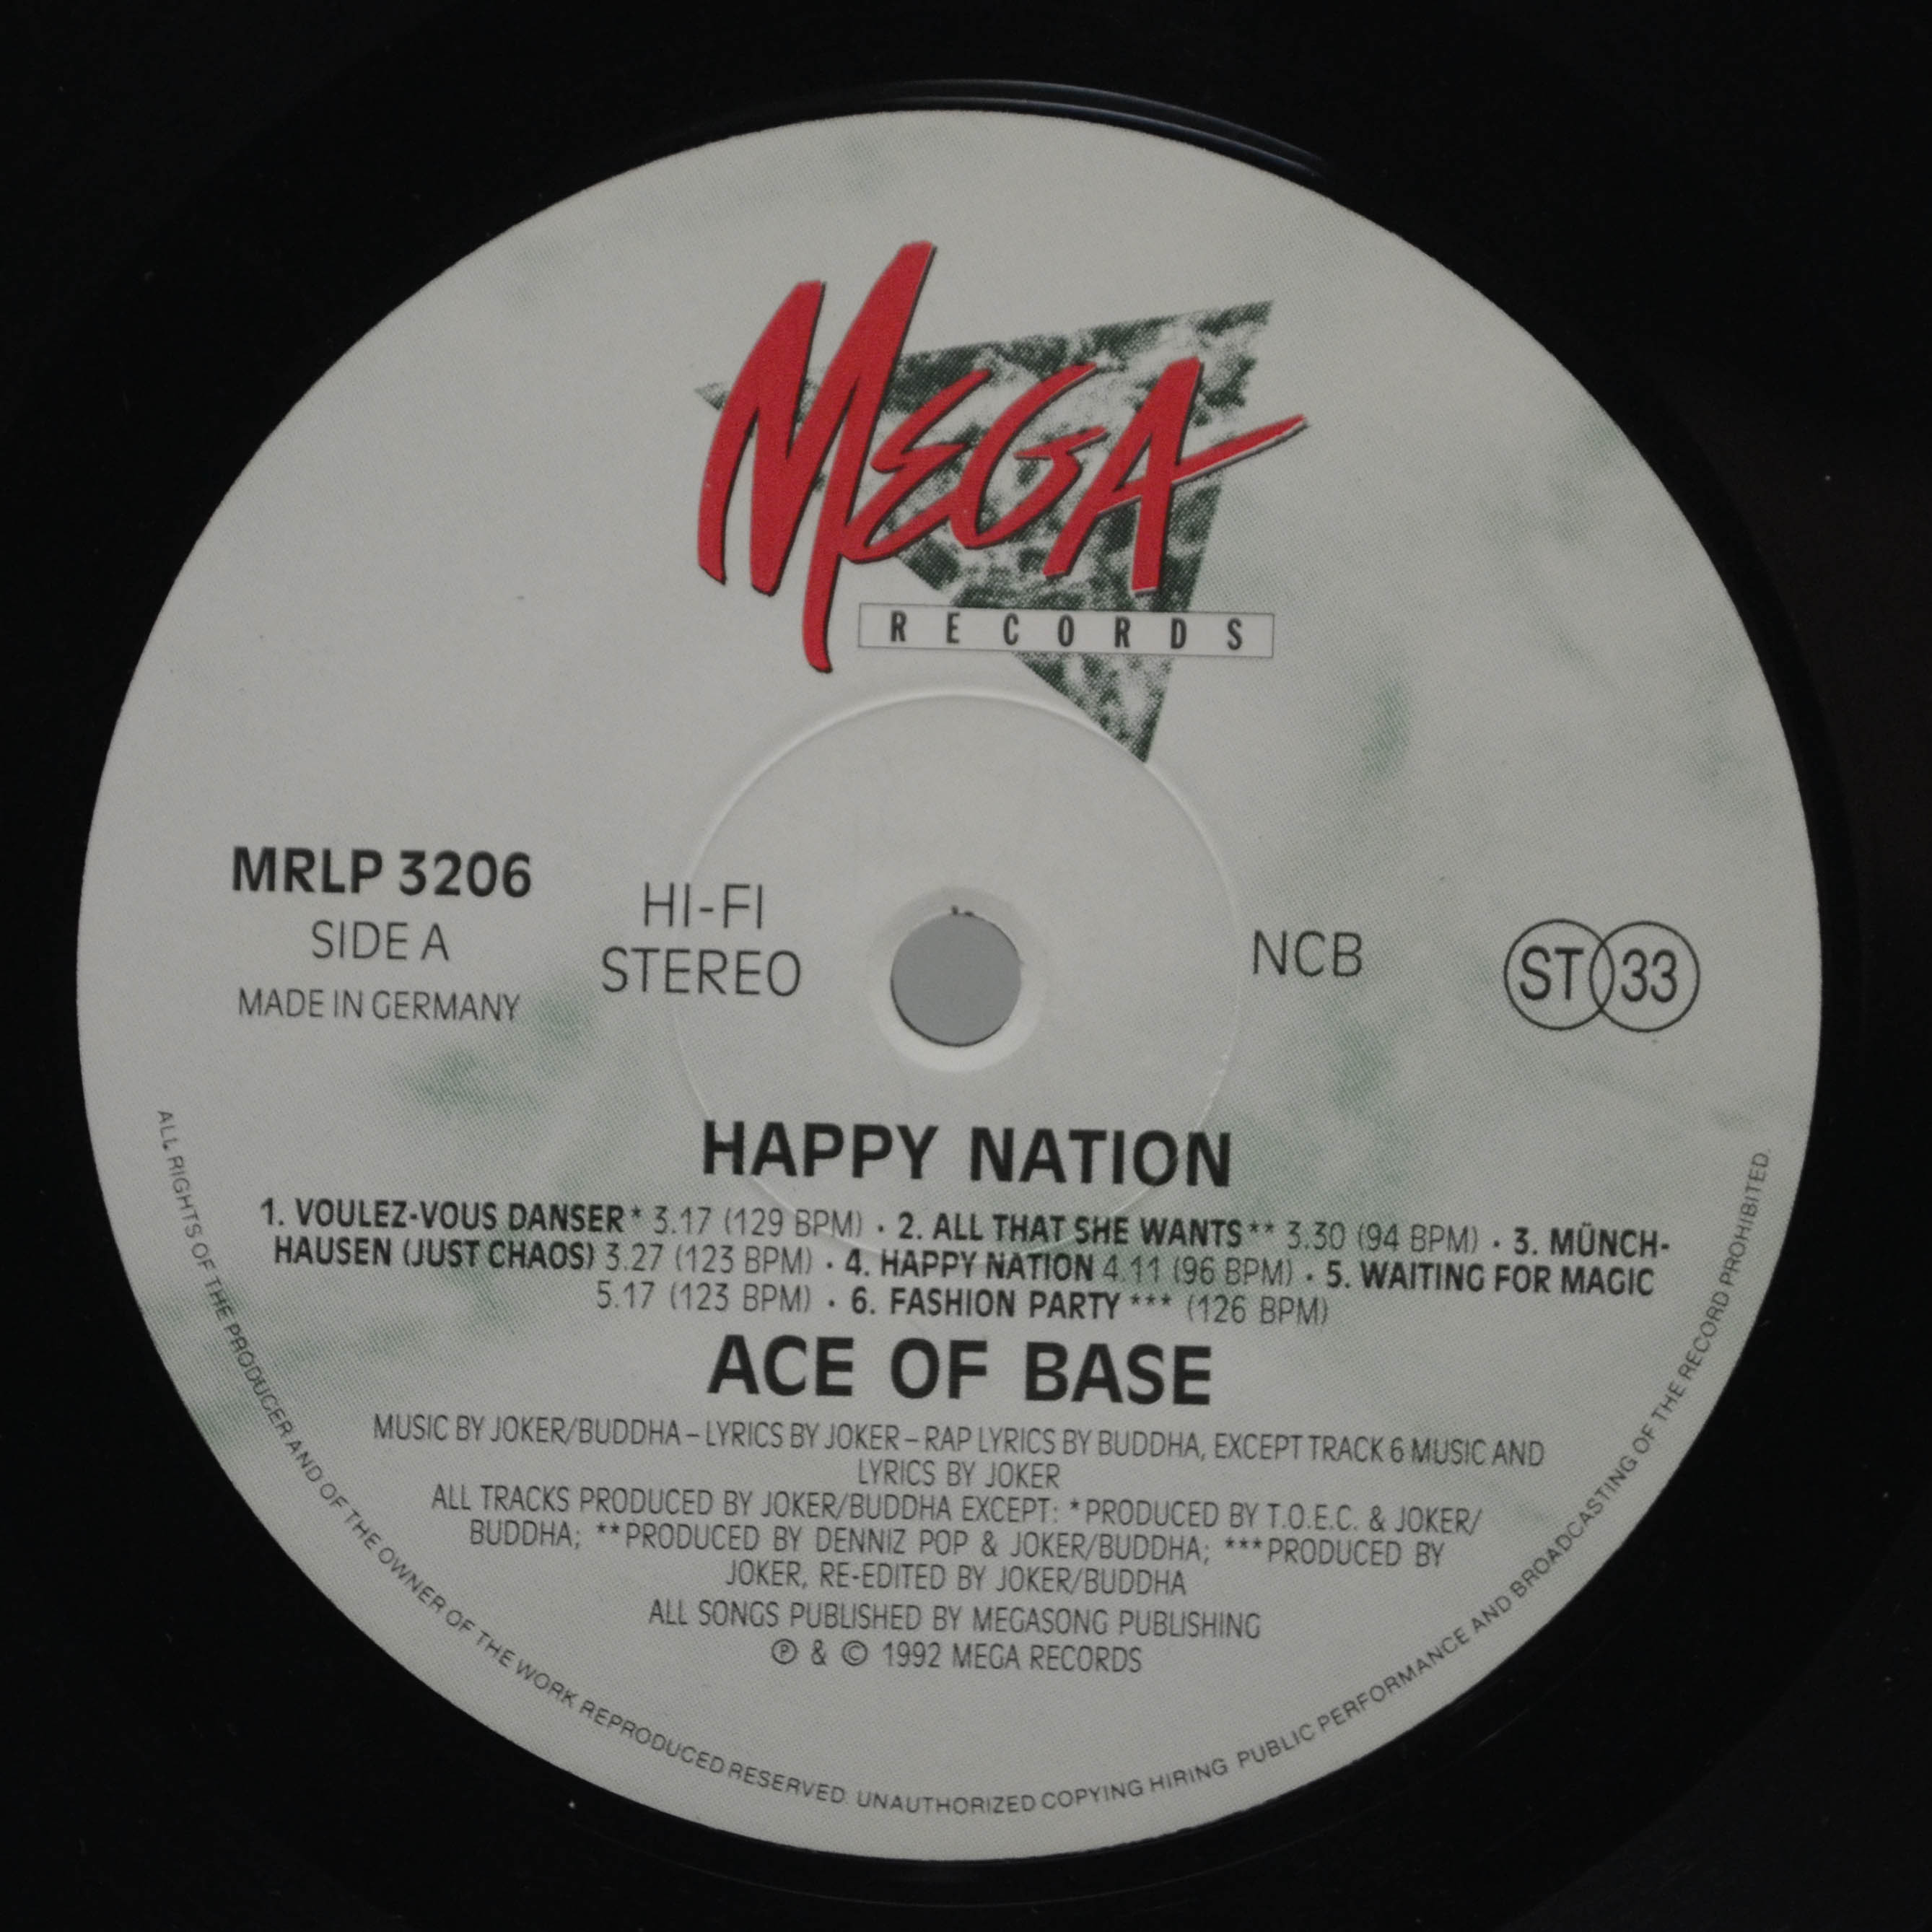 MEGA
RECORDS
MRLP 3206
SIDE A
MADE IN GERMANY
HI-FI
STEREO
NCB
ST 33
HAPPY NATION
1. VOULEZ-VOUS DANSER* 3.17 (129 BPM) · 2. ALL THAT SHE WANTS** 3.30 (94 BPM) · 3. MÜNCH-
HAUSEN (JUST CHAOS) 3.27 (123 BPM) · 4. HAPPY NATION 4.11 (96 BPM) · 5. WAITING FOR MAGIC
5.17 (123 BPM) · 6. FASHION PARTY *** (126 BPM)
ACE OF BASE
MUSIC BY JOKER/BUDDHA – LYRICS BY JOKER – RAP LYRICS BY BUDDHA, EXCEPT TRACK 6 MUSIC AND
LYRICS BY JOKER
ALL TRACKS PRODUCED BY JOKER/BUDDHA EXCEPT: *PRODUCED BY T.O.E.C. & JOKER/
BUDDHA; **PRODUCED BY DENNIZ POP & JOKER/BUDDHA; ***PRODUCED BY
JOKER, RE-EDITED BY JOKER/BUDDHA
ALL SONGS PUBLISHED BY MEGASONG PUBLISHING
℗ & © 1992 MEGA RECORDS
ALL RIGHTS OF THE PRODUCER AND OF THE OWNER OF THE WORK REPRODUCED RESERVED. UNAUTHORIZED COPYING HIRING PUBLIC PERFORMANCE AND BROADCASTING OF THE RECORD PROHIBITED.